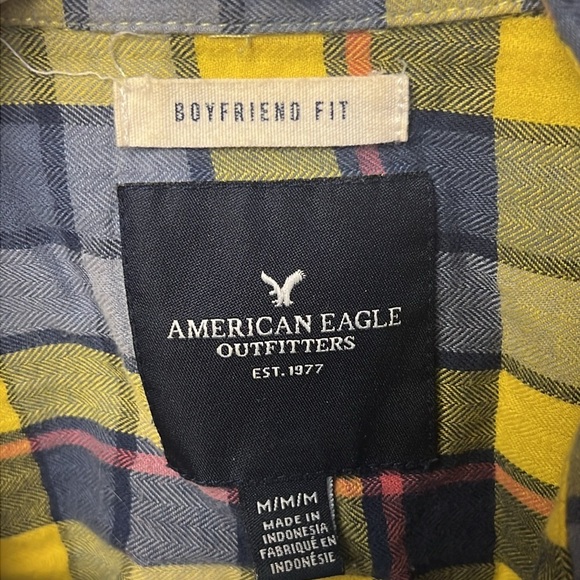 BOYFRIEND FIT
AMERICAN EAGLE
OUTFITTERS
EST. 1977
M/M/M
MADE IN
INDONESIA
FABRIQUÉ EN
INDONÉSIE